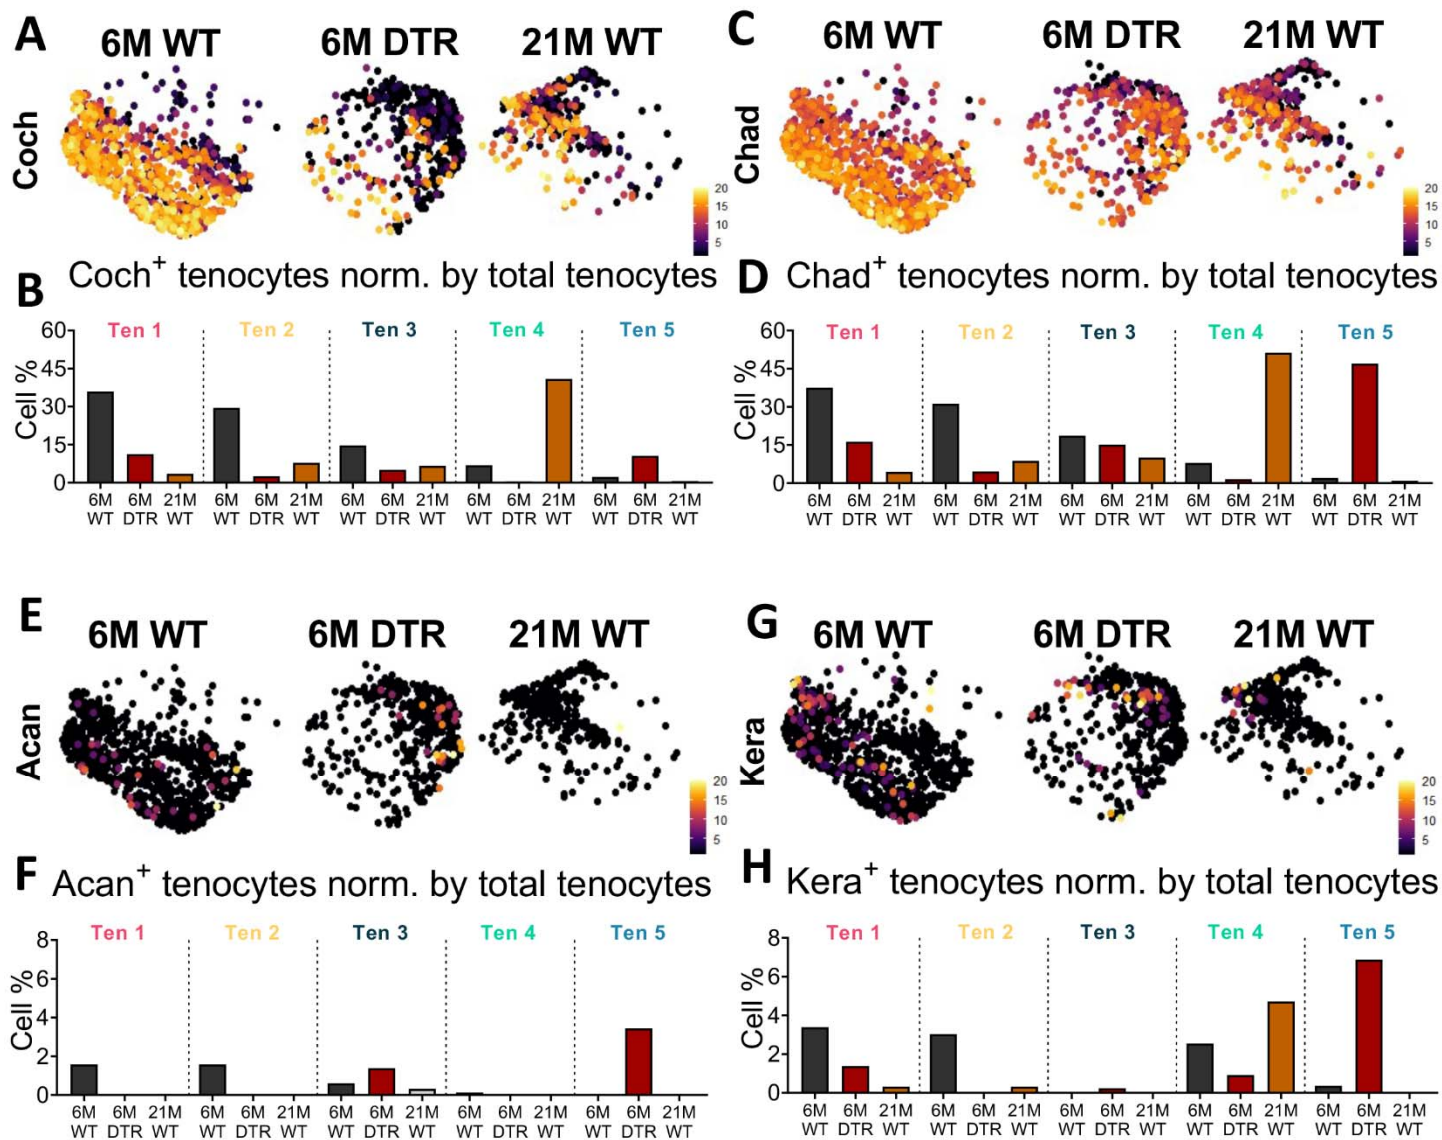 A
6M WT 6M DTR 21M WT
Coch
20
15
10
5
B Coch+ tenocytes norm. by total tenocytes
Ten 1 Ten 2 Ten 3 Ten 4 Ten 5
Cell %
60
45
30
15
0
6M 6M 21M 6M 6M 21M 6M 6M 21M 6M 6M 21M 6M 6M 21M
WT DTR WT WT DTR WT WT DTR WT WT DTR WT WT DTR WT
C
6M WT 6M DTR 21M WT
Chad
20
15
10
5
D Chad+ tenocytes norm. by total tenocytes
Ten 1 Ten 2 Ten 3 Ten 4 Ten 5
Cell %
60
45
30
15
0
6M 6M 21M 6M 6M 21M 6M 6M 21M 6M 6M 21M 6M 6M 21M
WT DTR WT WT DTR WT WT DTR WT WT DTR WT WT DTR WT
E
6M WT 6M DTR 21M WT
Acan
20
15
10
5
F Acan+ tenocytes norm. by total tenocytes
Ten 1 Ten 2 Ten 3 Ten 4 Ten 5
Cell %
8
6
4
2
0
6M 6M 21M 6M 6M 21M 6M 6M 21M 6M 6M 21M 6M 6M 21M
WT DTR WT WT DTR WT WT DTR WT WT DTR WT WT DTR WT
G
6M WT 6M DTR 21M WT
Kera
20
15
10
5
H Kera+ tenocytes norm. by total tenocytes
Ten 1 Ten 2 Ten 3 Ten 4 Ten 5
Cell %
8
6
4
2
0
6M 6M 21M 6M 6M 21M 6M 6M 21M 6M 6M 21M 6M 6M 21M
WT DTR WT WT DTR WT WT DTR WT WT DTR WT WT DTR WT